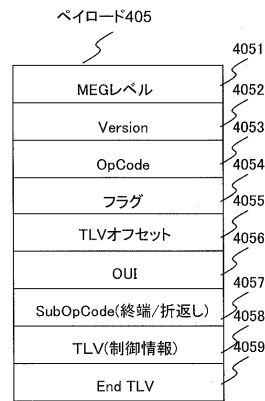 ペイロード405
4051
MEGレベル
4052
Version
4053
OpCode
4054
フラグ
4055
TLVオフセット
4056
OUI
4057
SubOpCode(終端/折返し)
4058
TLV(制御情報)
4059
End TLV